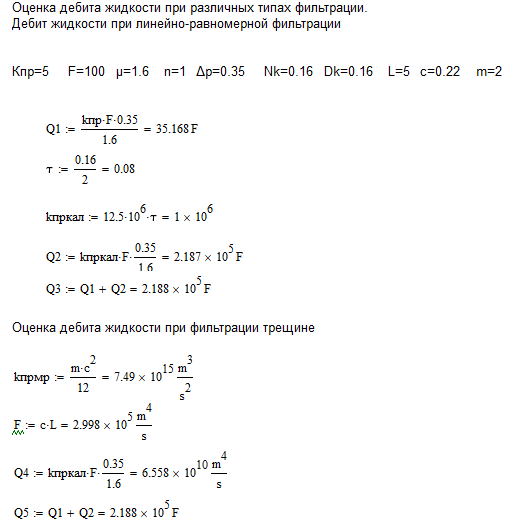 Оценка дебита жидкости при различных типах фильтрации.
Дебит жидкости при линейно-равномерной фильтрации
Кпр=5 F=100 μ=1.6 n=1 Δp=0.35 Nk=0.16 Dk=0.16 L=5 c=0.22 m=2
Q1 := kпр·F·0.35 / 1.6 = 35.168 F
τ := 0.16 / 2 = 0.08
kпркал := 12.5·10^6·τ = 1 × 10^6
Q2 := kпркал·F· 0.35 / 1 6 = 2.187 × 10^5 F
Q3 := Q1 + Q2 = 2.188 × 10^5 F
Оценка дебита жидкости при фильтрации трещине
kпрмр := m·c^2 / 12 = 7.49 × 10^15 m^3 / s^2
F := c·L = 2.998 × 10^5 m^4 / s
Q4 := kпркал·F· 0.35 / 1.6 = 6.558 × 10^10 m^4 / s
Q5 := Q1 + Q2 = 2.188 × 10^5 F